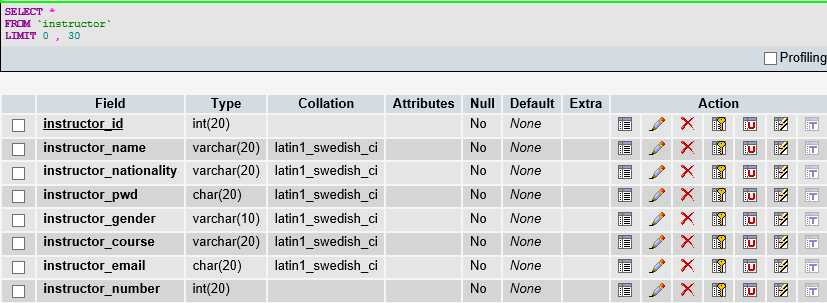 SELECT *
FROM `instructor`
LIMIT 0 , 30
Profiling
Field Type Collation Attributes Null Default Extra Action
instructor_id int(20) No None
instructor_name varchar(20) latin1_swedish_ci No None
instructor_nationality varchar(20) latin1_swedish_ci No None
instructor_pwd char(20) latin1_swedish_ci No None
instructor_gender varchar(10) latin1_swedish_ci No None
instructor_course varchar(20) latin1_swedish_ci No None
instructor_email char(20) latin1_swedish_ci No None
instructor_number int(20) No None